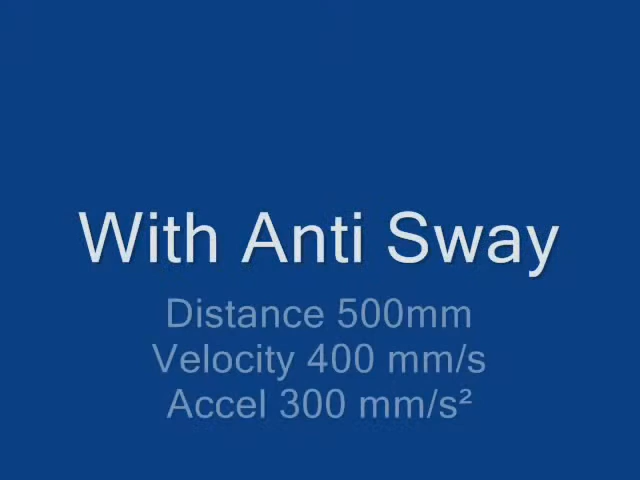 With Anti Sway
Distance 500mm
Velocity 400 mm/s
Accel 300 mm/s²